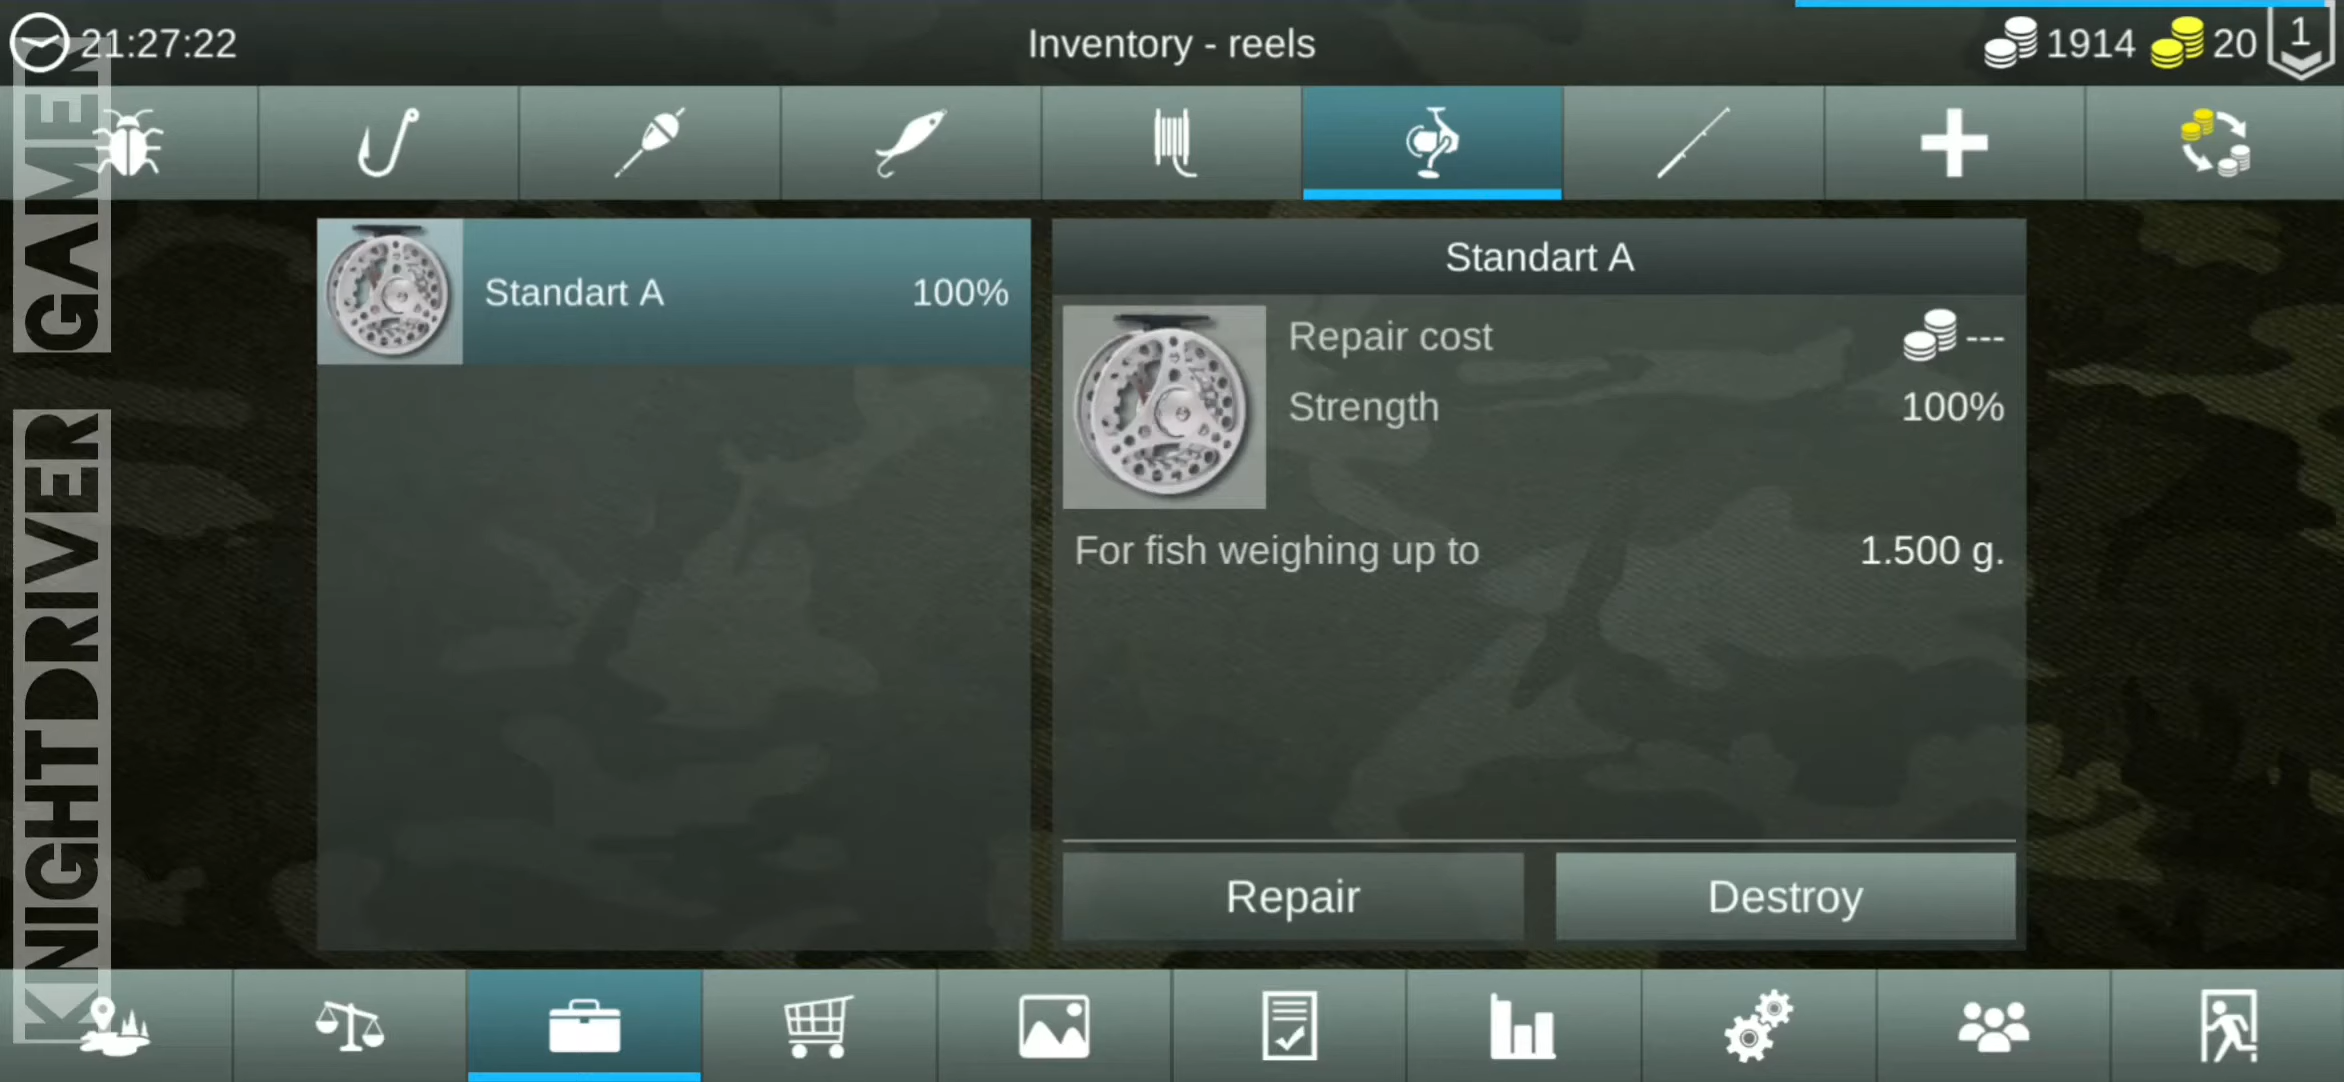 21:27:22
Inventory - reels
1914
20
1
Standart A
100%
Standart A
Repair cost
---
Strength
100%
For fish weighing up to
1.500 g.
Repair
Destroy
KNIGHTDRIVER GAMER